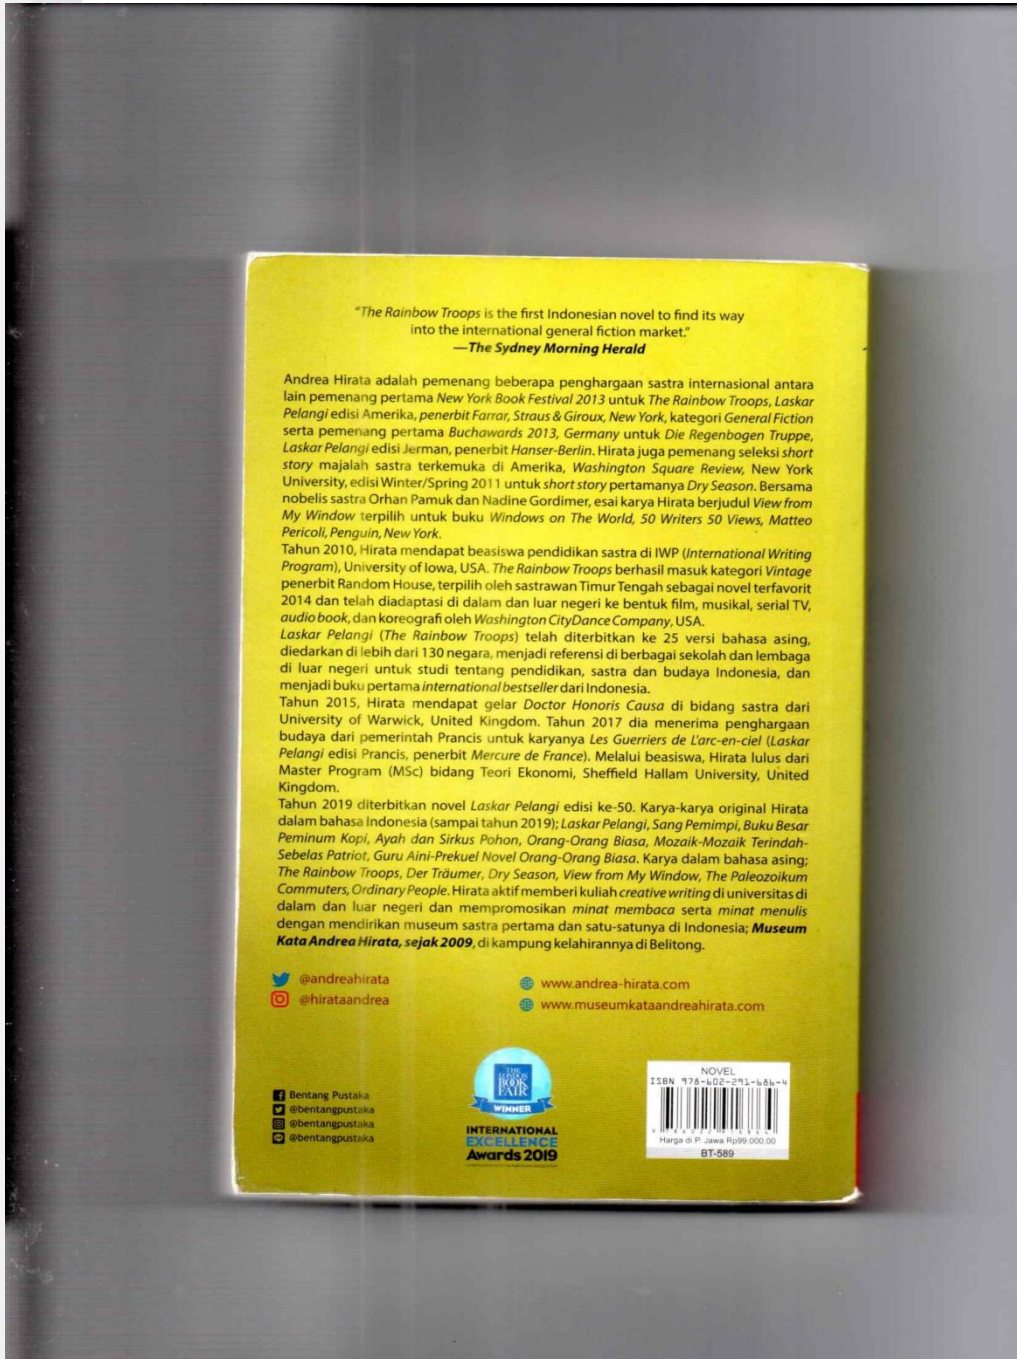 "The Rainbow Troops is the first Indonesian novel to find its way
into the international general fiction market."
—The Sydney Morning Herald
Andrea Hirata adalah pemenang beberapa penghargaan sastra internasional antara
lain pemenang pertama New York Book Festival 2013 untuk The Rainbow Troops, Laskar
Pelangi edisi Amerika, penerbit Farrar, Straus & Giroux, New York, kategori General Fiction
serta pemenang pertama Buchawards 2013, Germany untuk Die Regenbogen Truppe,
Laskar Pelangi edisi Jerman, penerbit Hanser-Berlin. Hirata juga pemenang seleksi short
story majalah sastra terkemuka di Amerika, Washington Square Review, New York
University, edisi Winter/Spring 2011 untuk short story pertamanya Dry Season. Bersama
nobelis sastra Orhan Pamuk dan Nadine Gordimer, esai karya Hirata berjudul View from
My Window terpilih untuk buku Windows on The World, 50 Writers 50 Views, Matteo
Pericoli, Penguin, New York.
Tahun 2010, Hirata mendapat beasiswa pendidikan sastra di IWP (International Writing
Program), University of Iowa, USA. The Rainbow Troops berhasil masuk kategori Vintage
penerbit Random House, terpilih oleh sastrawan Timur Tengah sebagai novel terfavorit
2014 dan telah diadaptasi di dalam dan luar negeri ke bentuk film, musikal, serial TV,
audio book, dan koreografi oleh Washington City Dance Company, USA.
Laskar Pelangi (The Rainbow Troops) telah diterbitkan ke 25 versi bahasa asing,
diedarkan di lebih dari 130 negara, menjadi referensi di berbagai sekolah dan lembaga
di luar negeri untuk studi tentang pendidikan, sastra dan budaya Indonesia, dan
menjadi buku pertama international bestseller dari Indonesia.
Tahun 2015, Hirata mendapat gelar Doctor Honoris Causa di bidang sastra dari
University of Warwick, United Kingdom. Tahun 2017 dia menerima penghargaan
budaya dari pemerintah Prancis untuk karyanya Les Guerriers de L'arc-en-ciel (Laskar
Pelangi edisi Prancis, penerbit Mercure de France). Melalui beasiswa, Hirata lulus dari
Master Program (MSc) bidang Teori Ekonomi, Sheffield Hallam University, United
Kingdom.
Tahun 2019 diterbitkan novel Laskar Pelangi edisi ke-50. Karya-karya original Hirata
dalam bahasa Indonesia (sampai tahun 2019); Laskar Pelangi, Sang Pemimpi, Buku Besar
Peminum Kopi, Ayah dan Sirkus Pohon, Orang-Orang Biasa, Mozaik-Mozaik Terindah-
Sebelas Patriot, Guru Aini-Prekuel Novel Orang-Orang Biasa. Karya dalam bahasa asing;
The Rainbow Troops, Der Träumer, Dry Season, View from My Window, The Paleozoikum
Commuters, Ordinary People. Hirata aktif memberi kuliah creative writing di universitas di
dalam dan luar negeri dan mempromosikan minat membaca serta minat menulis
dengan mendirikan museum sastra pertama dan satu-satunya di Indonesia; Museum
Kata Andrea Hirata, sejak 2009, di kampung kelahirannya di Belitong.
@andreahirata
@hirataandrea
www.andrea-hirata.com
www.museumkataandreahirata.com
Bentang Pustaka
@bentangpustaka
@bentangpustaka
@bentangpustaka
THE
LONDON
BOOK
FAIR
WINNER
INTERNATIONAL
EXCELLENCE
Awards 2019
NOVEL
ISBN 978-602-291-686-4
Harga di P. Jawa Rp99.000,00
BT-589